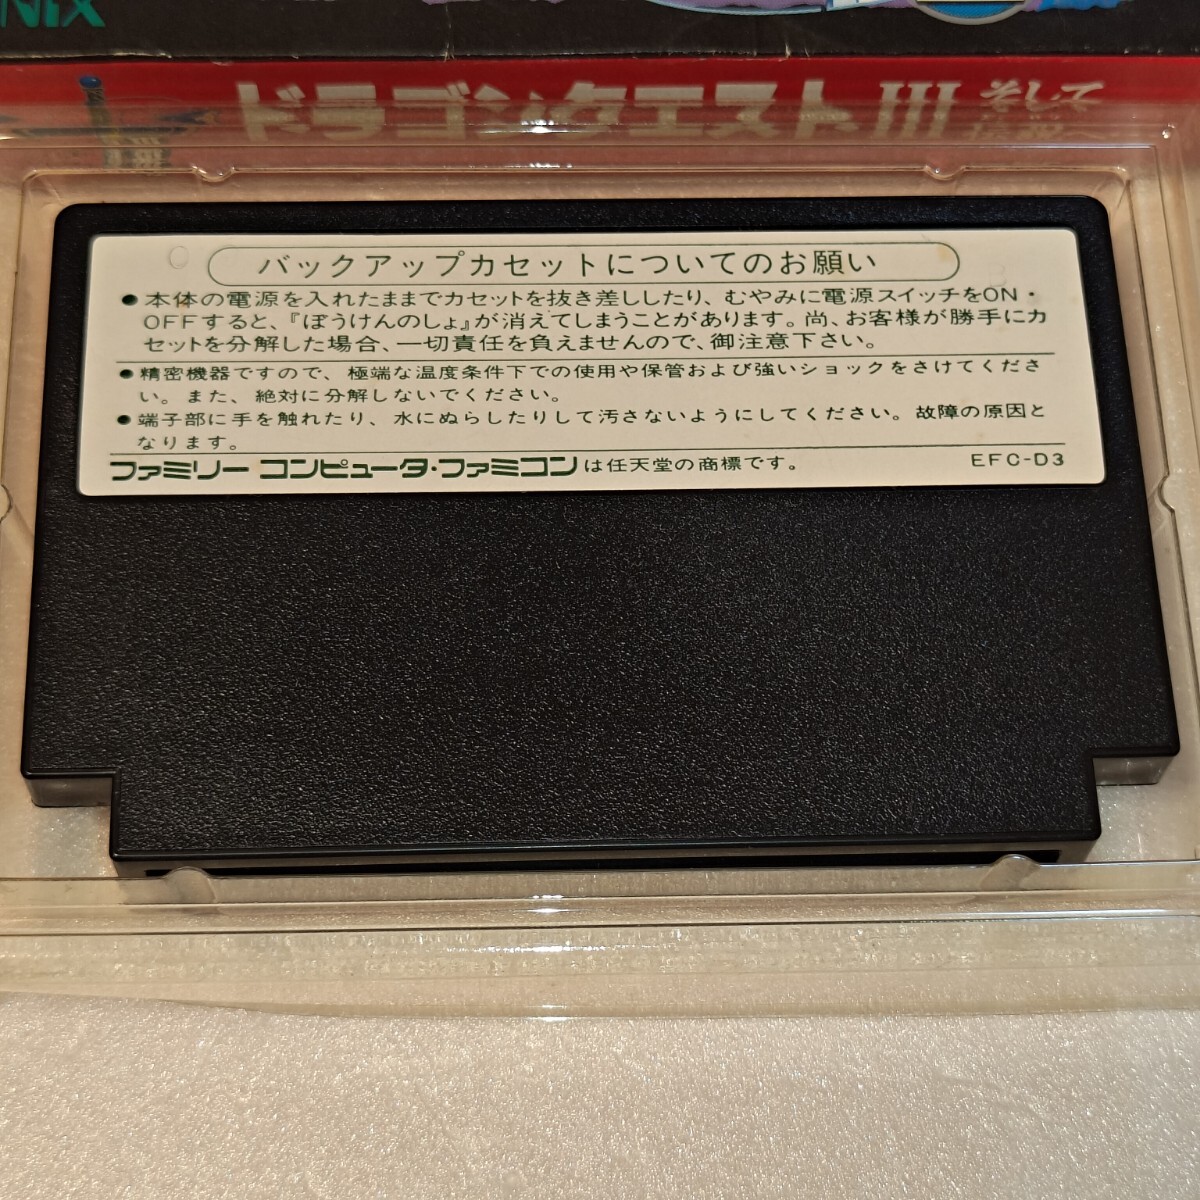 NIX
ドラゴンクエストIII そして
伝説へ
バックアップカセットについてのお願い
●本体の電源を入れたままでカセットを抜き差ししたり、むやみに電源スイッチをON・
OFFすると、『ぼうけんのしょ』が消えてしまうことがあります。尚、お客様が勝手にカ
セットを分解した場合、一切責任を負えませんので、御注意下さい。
●精密機器ですので、極端な温度条件下での使用や保管および強いショックをさけてくださ
い。また、絶対に分解しないでください。
●端子部に手を触れたり、水にぬらしたりして汚さないようにしてください。故障の原因と
なります。
ファミリー コンピュータ・ファミコンは任天堂の商標です。 EFC-D3